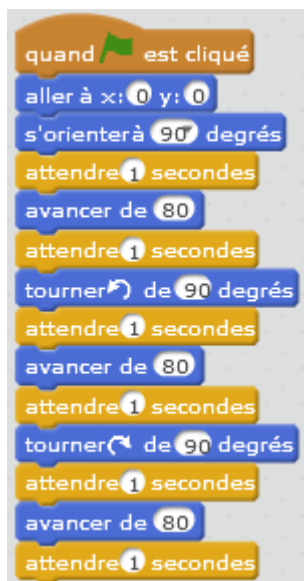 quand est cliqué
aller à x: 0 y: 0
s'orienter à 90 degrés
attendre 1 secondes
avancer de 80
attendre 1 secondes
tourner de 90 degrés
attendre 1 secondes
avancer de 80
attendre 1 secondes
tourner de 90 degrés
attendre 1 secondes
avancer de 80
attendre 1 secondes